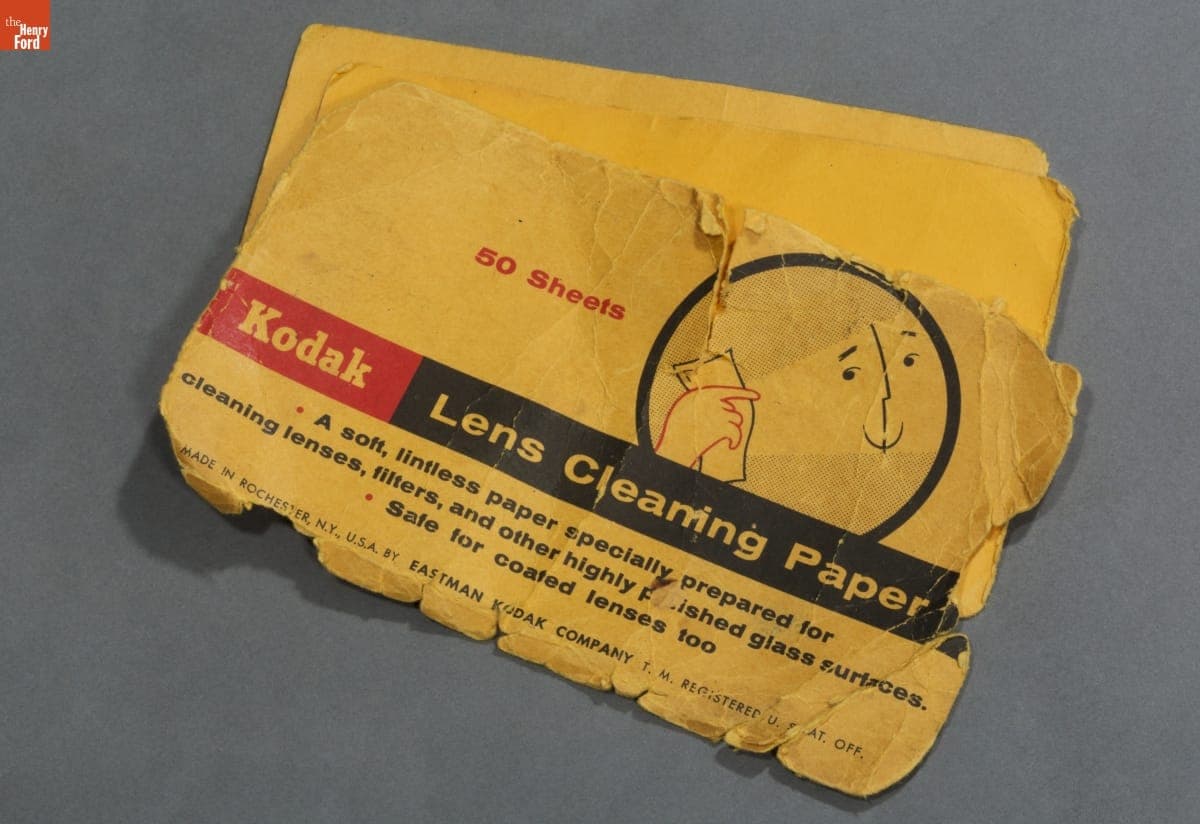 the
Henry
Ford
50 Sheets
Kodak
Lens Cleaning Paper
• A soft, lintless paper specially prepared for
cleaning lenses, filters, and other highly polished glass surfaces.
• Safe for coated lenses too
MADE IN ROCHESTER, N.Y., U.S.A. BY EASTMAN KODAK COMPANY T. M. REGISTERED U. S. PAT. OFF.